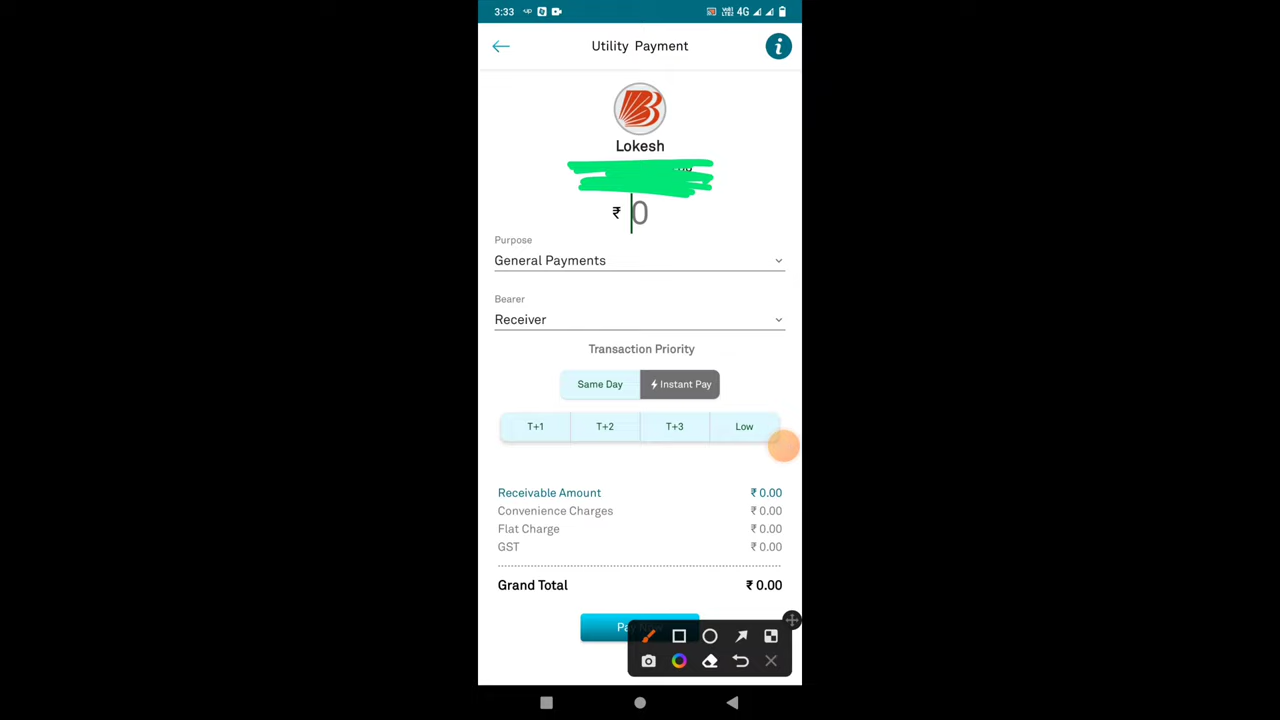 3:33 4G
Utility Payment
Lokesh
₹ 0
Purpose
General Payments
Bearer
Receiver
Transaction Priority
Same Day Instant Pay
T+1 T+2 T+3 Low
Receivable Amount ₹ 0.00
Convenience Charges ₹ 0.00
Flat Charge ₹ 0.00
GST ₹ 0.00
Grand Total ₹ 0.00